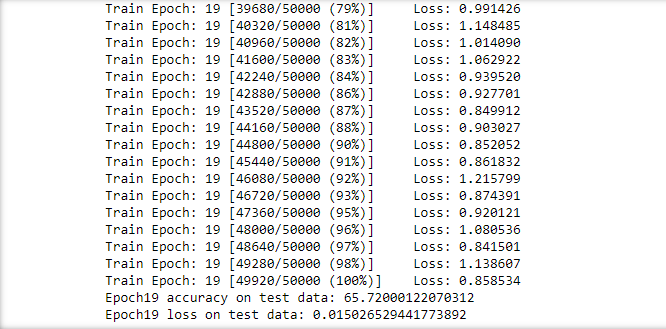 Train Epoch: 19 [39680/50000 (79%)] Loss: 0.991426
Train Epoch: 19 [40320/50000 (81%)] Loss: 1.148485
Train Epoch: 19 [40960/50000 (82%)] Loss: 1.014090
Train Epoch: 19 [41600/50000 (83%)] Loss: 1.062922
Train Epoch: 19 [42240/50000 (84%)] Loss: 0.939520
Train Epoch: 19 [42880/50000 (86%)] Loss: 0.927701
Train Epoch: 19 [43520/50000 (87%)] Loss: 0.849912
Train Epoch: 19 [44160/50000 (88%)] Loss: 0.903027
Train Epoch: 19 [44800/50000 (90%)] Loss: 0.852052
Train Epoch: 19 [45440/50000 (91%)] Loss: 0.861832
Train Epoch: 19 [46080/50000 (92%)] Loss: 1.215799
Train Epoch: 19 [46720/50000 (93%)] Loss: 0.874391
Train Epoch: 19 [47360/50000 (95%)] Loss: 0.920121
Train Epoch: 19 [48000/50000 (96%)] Loss: 1.080536
Train Epoch: 19 [48640/50000 (97%)] Loss: 0.841501
Train Epoch: 19 [49280/50000 (98%)] Loss: 1.138607
Train Epoch: 19 [49920/50000 (100%)] Loss: 0.858534
Epoch19 accuracy on test data: 65.72000122070312
Epoch19 loss on test data: 0.015026529441773892